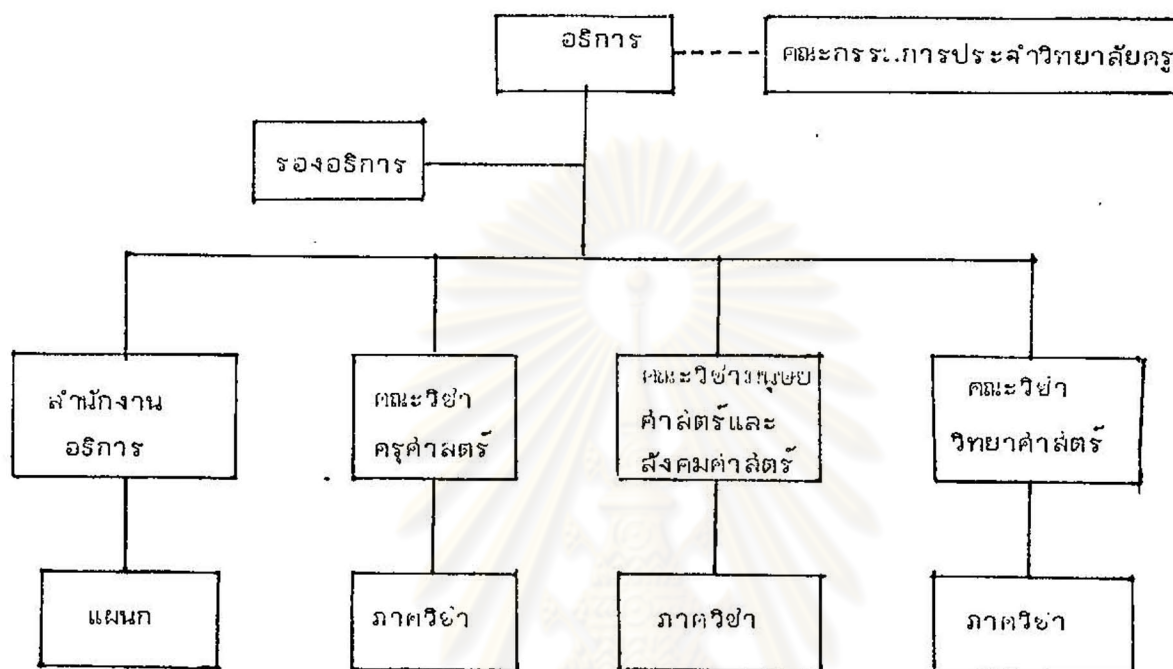 อธิการ
คณะกรรมการประจำวิทยาลัยครู
รองอธิการ
สำนักงาน
อธิการ
คณะวิชา
ครุศาสตร์
คณะวิชามนุษย
ศาสตร์และ
สังคมศาสตร์
คณะวิชา
วิทยาศาสตร์
แผนก
ภาควิชา
ภาควิชา
ภาควิชา